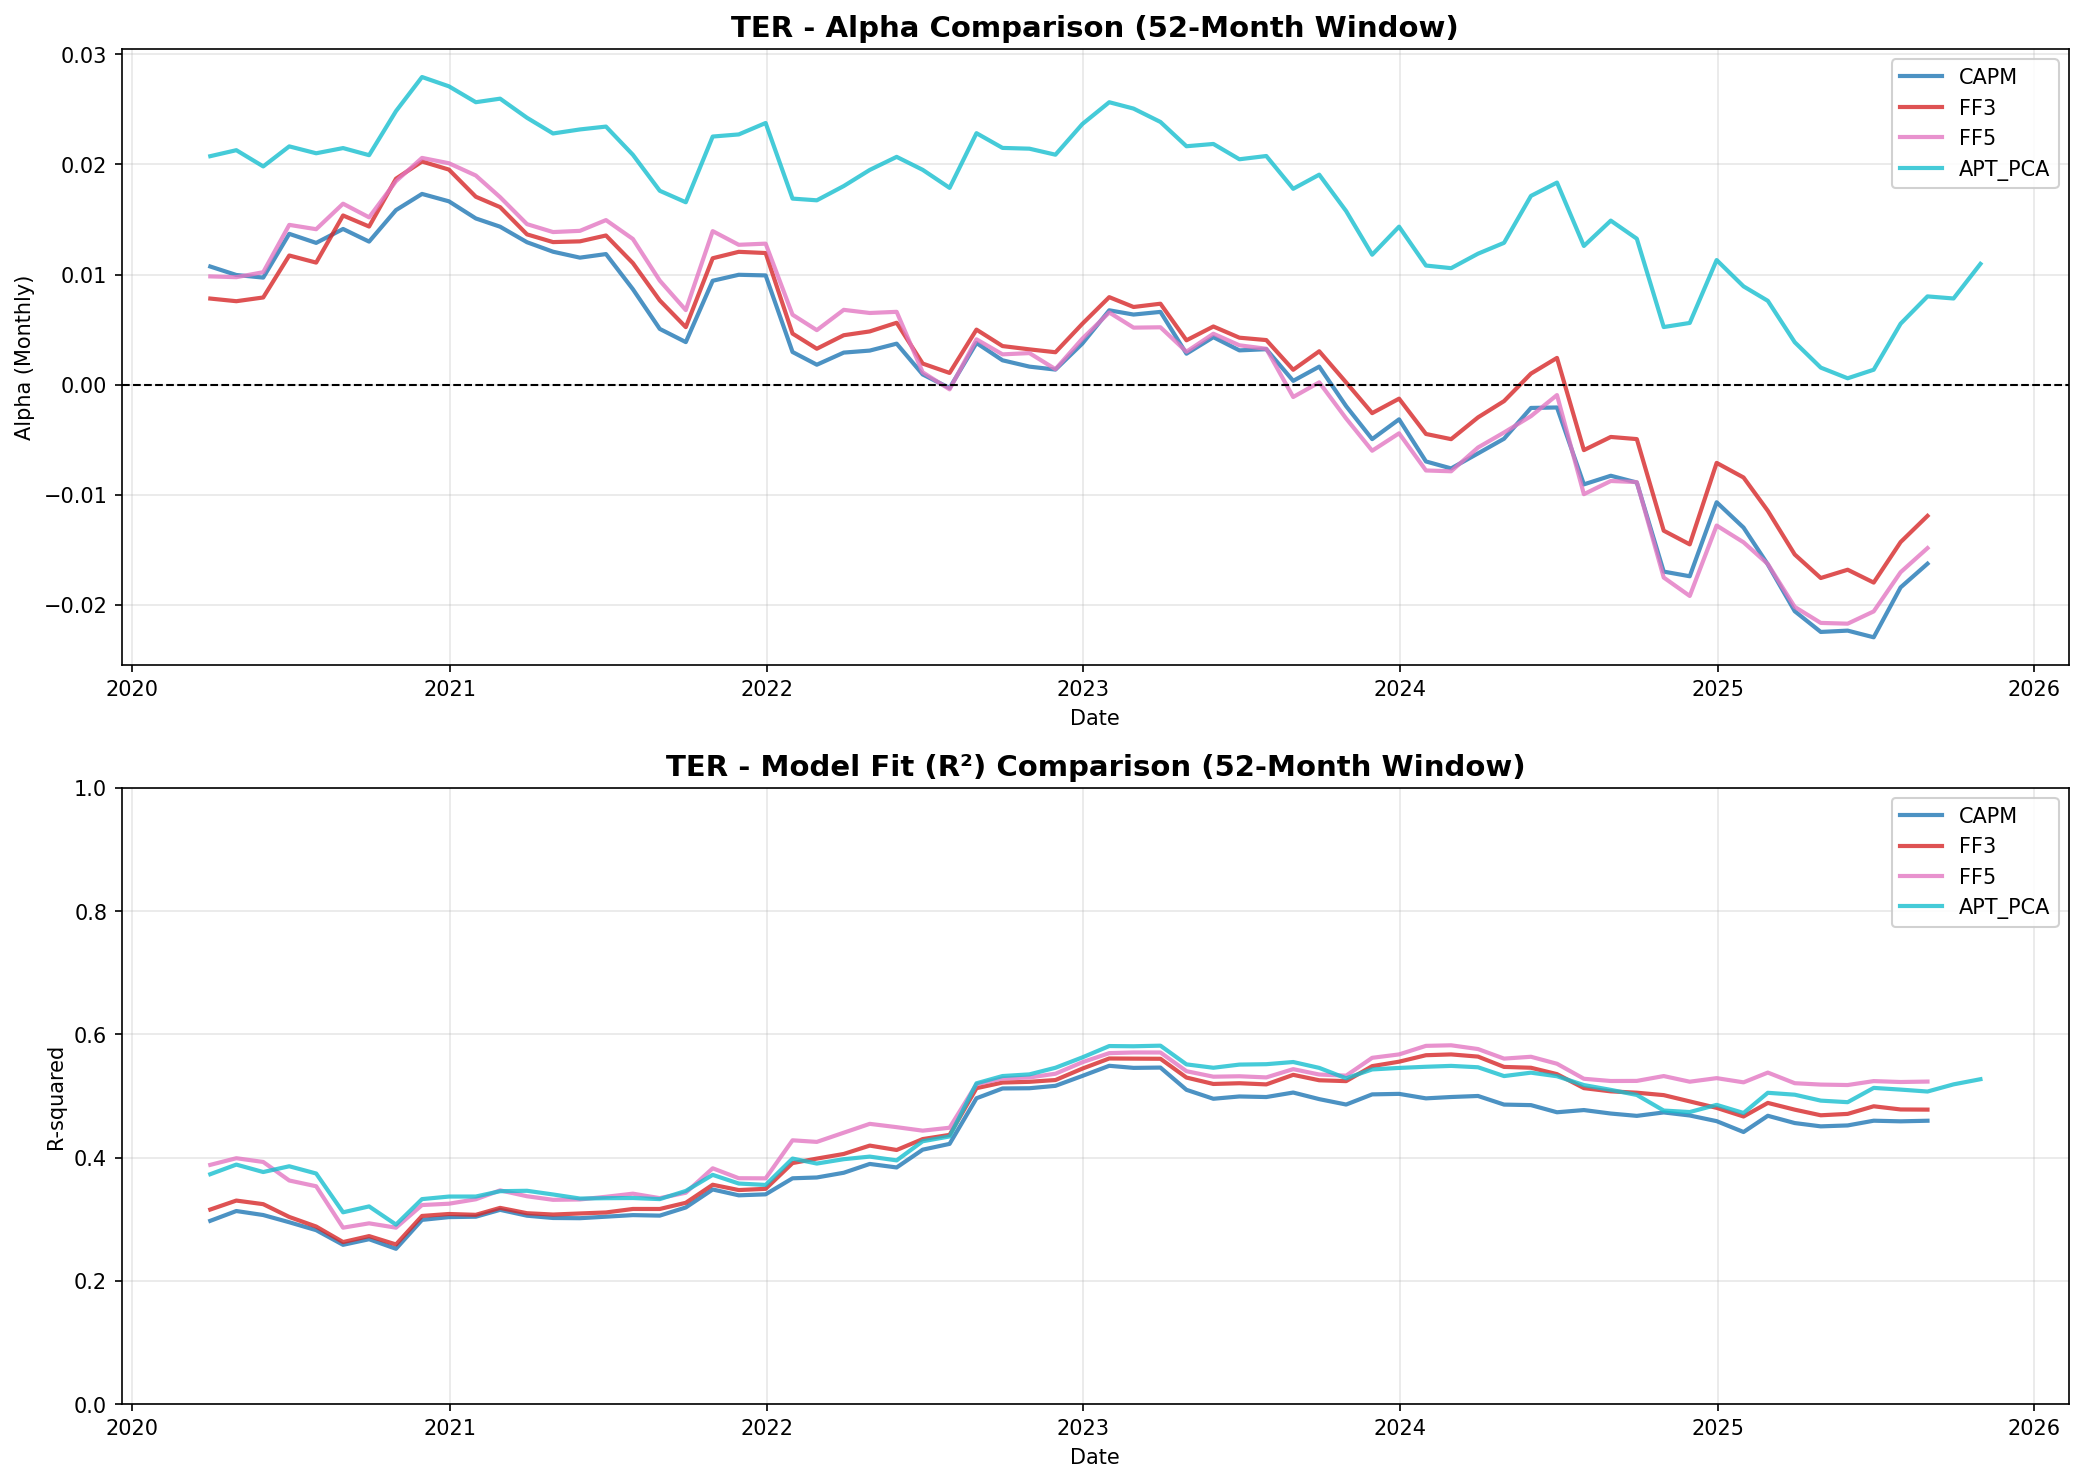 TER - Alpha Comparison (52-Month Window)
Alpha (Monthly)
0.03
0.02
0.01
0.00
−0.01
−0.02
CAPM
FF3
FF5
APT_PCA
2020 2021 2022 2023 2024 2025 2026
Date
TER - Model Fit (R²) Comparison (52-Month Window)
R-squared
1.0
0.8
0.6
0.4
0.2
0.0
CAPM
FF3
FF5
APT_PCA
2020 2021 2022 2023 2024 2025 2026
Date